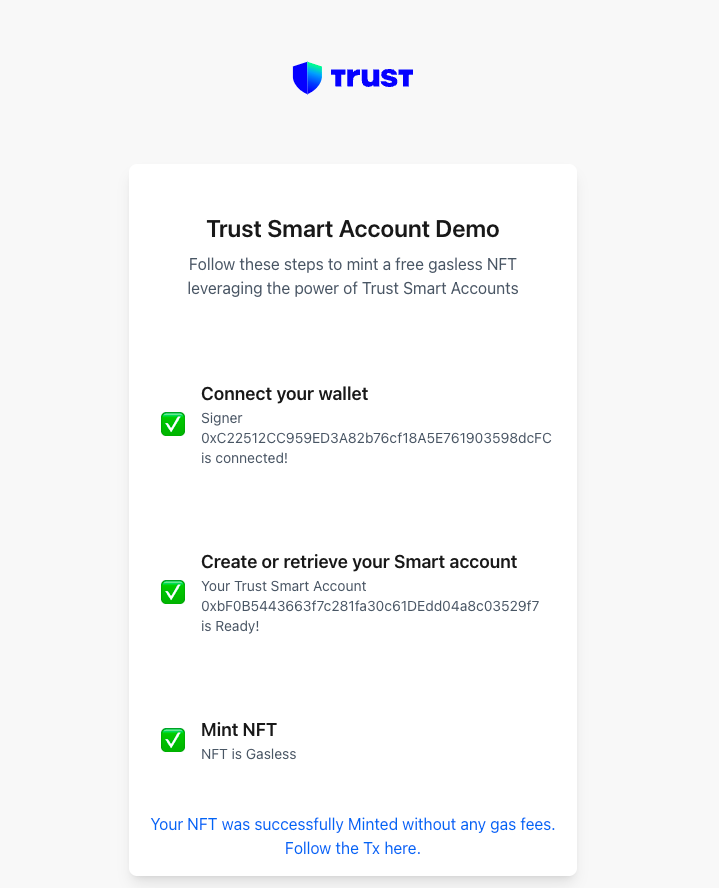 TRUST
Trust Smart Account Demo
Follow these steps to mint a free gasless NFT
leveraging the power of Trust Smart Accounts
Connect your wallet
Signer
0xC22512CC959ED3A82b76cf18A5E761903598dcFC
is connected!
Create or retrieve your Smart account
Your Trust Smart Account
0xbF0B5443663f7c281fa30c61DEdd04a8c03529f7
is Ready!
Mint NFT
NFT is Gasless
Your NFT was successfully Minted without any gas fees.
Follow the Tx here.